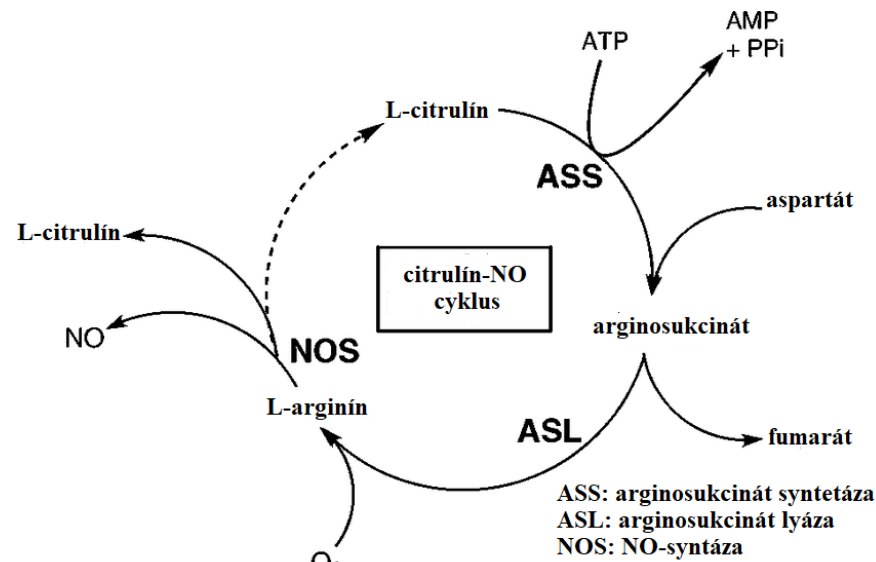 AMP
+ PPi
ATP
L-citrulín
ASS
aspartát
L-citrulín
citrulín-NO
cyklus
arginosukcinát
NO
NOS
L-arginín
ASL
fumarát
ASS: arginosukcinát syntetáza
ASL: arginosukcinát lyáza
NOS: NO-syntáza